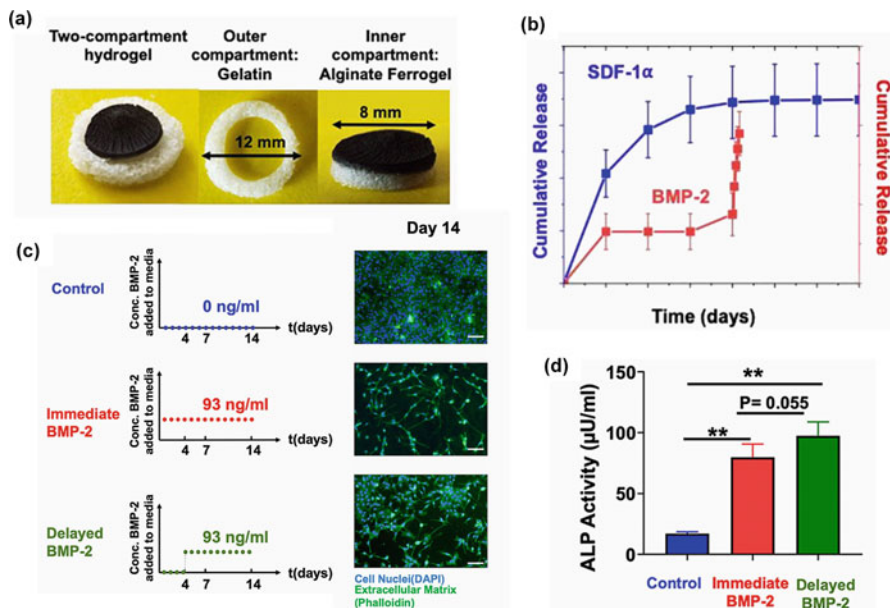 (a)
Two-compartment
hydrogel
Outer
compartment:
Gelatin
Inner
compartment:
Alginate Ferrogel
12 mm
8 mm
(b)
SDF-1α
BMP-2
Cumulative Release
Cumulative Release
Time (days)
(c)
Day 14
Control
Conc. BMP-2
added to media
0 ng/ml
4 7 14
t(days)
Immediate
BMP-2
Conc. BMP-2
added to media
93 ng/ml
4 7 14
t(days)
Delayed
BMP-2
Conc. BMP-2
added to media
93 ng/ml
4 7 14
t(days)
Cell Nuclei(DAPI)
Extracellular Matrix
(Phalloidin)
(d)
ALP Activity (µU/ml)
150
100
50
0
**
P= 0.055
**
Control
Immediate
BMP-2
Delayed
BMP-2